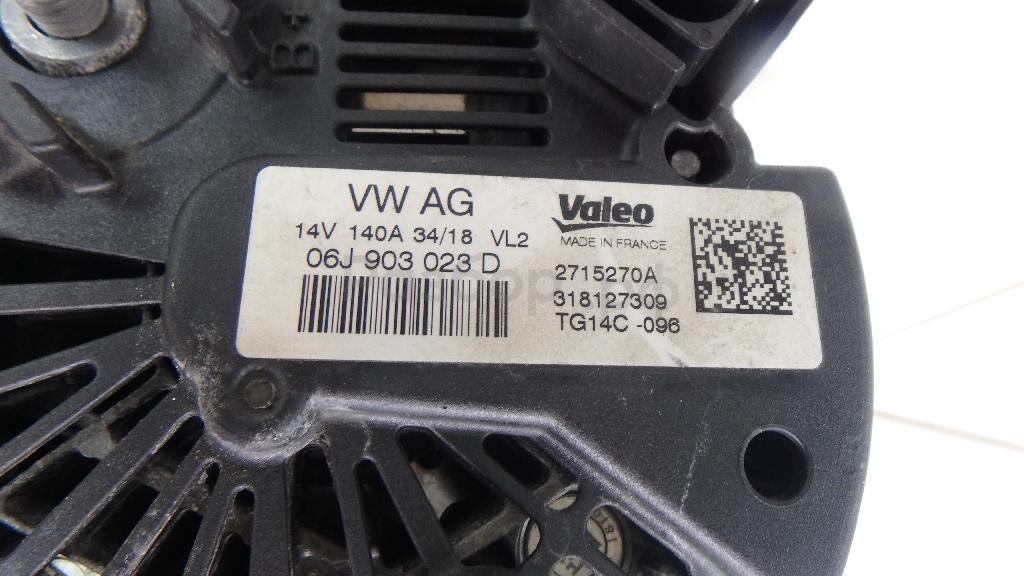 B+
VW AG
14V 140A 34/18 VL2
06J 903 023 D
Valeo
MADE IN FRANCE
2715270A
318127309
TG14C -096